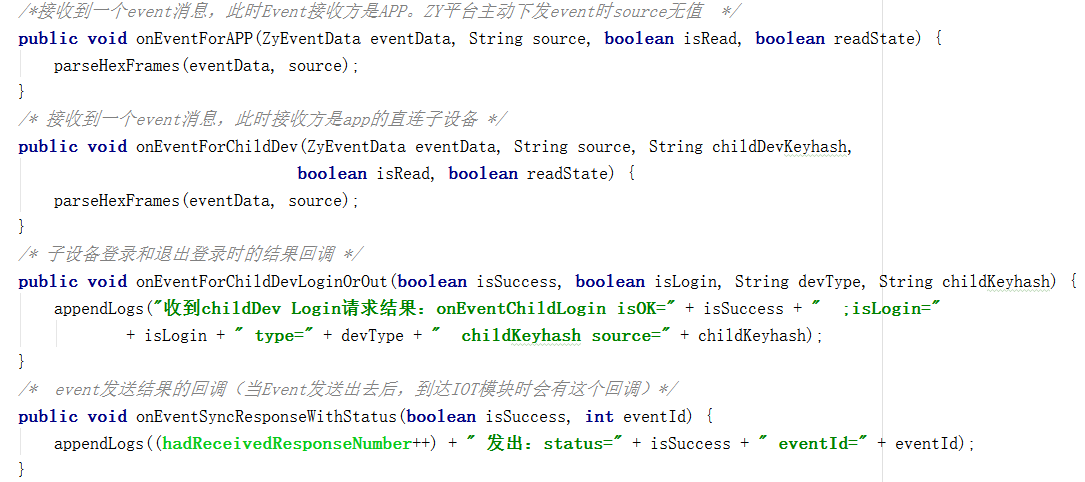 /*接收到一个event消息，此时Event接收方是APP。ZY平台主动下发event时source无值  */
public void onEventForAPP(ZyEventData eventData, String source, boolean isRead, boolean readState) {
    parseHexFrames(eventData, source);
}
/* 接收到一个event消息，此时接收方是app的直连子设备 */
public void onEventForChildDev(ZyEventData eventData, String source, String childDevKeyhash,
                               boolean isRead, boolean readState) {
    parseHexFrames(eventData, source);
}
/* 子设备登录和退出登录时的结果回调 */
public void onEventForChildDevLoginOrOut(boolean isSuccess, boolean isLogin, String devType, String childKeyhash) {
    appendLogs("收到childDev Login请求结果：onEventChildLogin isOK=" + isSuccess + "  ;isLogin="
            + isLogin + " type=" + devType + "  childKeyhash source=" + childKeyhash);
}
/*  event发送结果的回调（当Event发送出去后，到达IOT模块时会有这个回调）*/
public void onEventSyncResponseWithStatus(boolean isSuccess, int eventId) {
    appendLogs((hadReceivedResponseNumber++) + " 发出：status=" + isSuccess + " eventId=" + eventId);
}